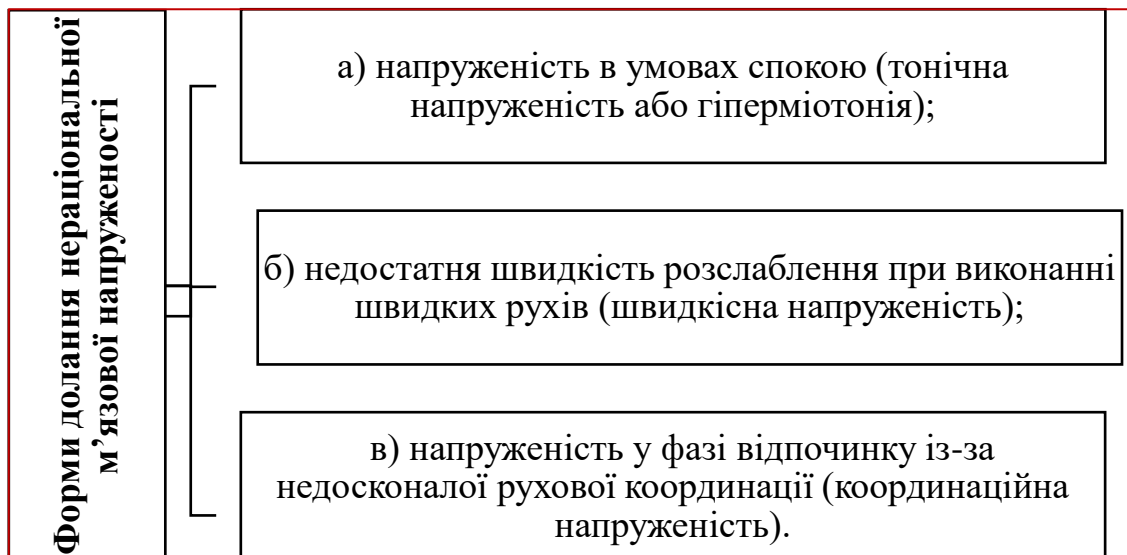 Форми долання нераціональної
м’язової напруженості
а) напруженість в умовах спокою (тонічна
напруженість або гіперміотонія);
б) недостатня швидкість розслаблення при виконанні
швидких рухів (швидкісна напруженість);
в) напруженість у фазі відпочинку із-за
недосконалої рухової координації (координаційна
напруженість).